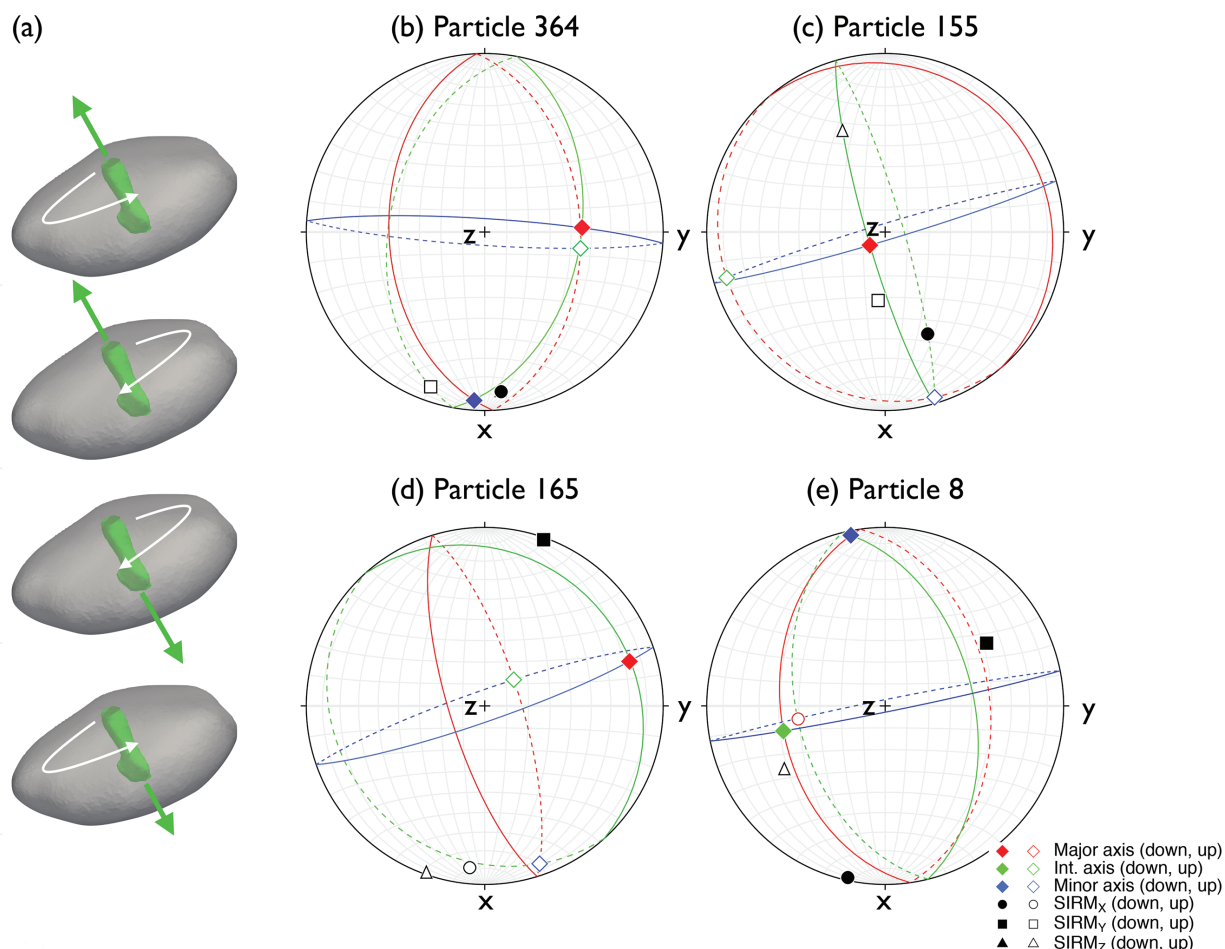 (a)
(b) Particle 364
(c) Particle 155
z
y
x
z
y
x
(d) Particle 165
(e) Particle 8
z
y
x
z
y
x
Major axis (down, up)
Int. axis (down, up)
Minor axis (down, up)
SIRMX (down, up)
SIRMY (down, up)
SIRMZ (down, up)